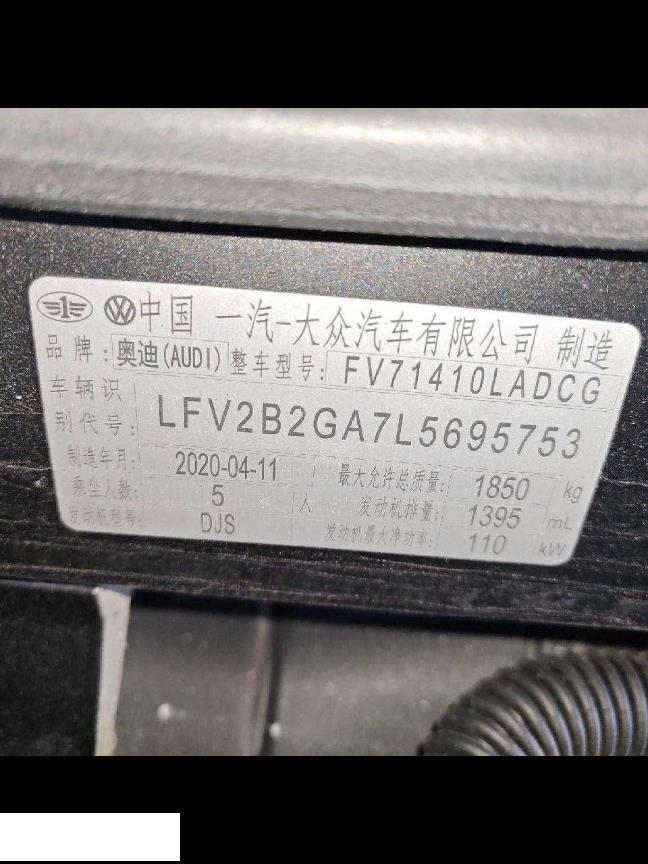 中国 一汽-大众汽车有限公司 制造
品牌: 奥迪(AUDI) 整车型号: FV71410LADCG
车辆识
别代号: LFV2B2GA7L5695753
制造年月: 2020-04-11 最大允许总质量: 1850 kg
乘坐人数: 5 人 发动机排量: 1395 mL
发动机型号: DJS 发动机最大净功率: 110 kW